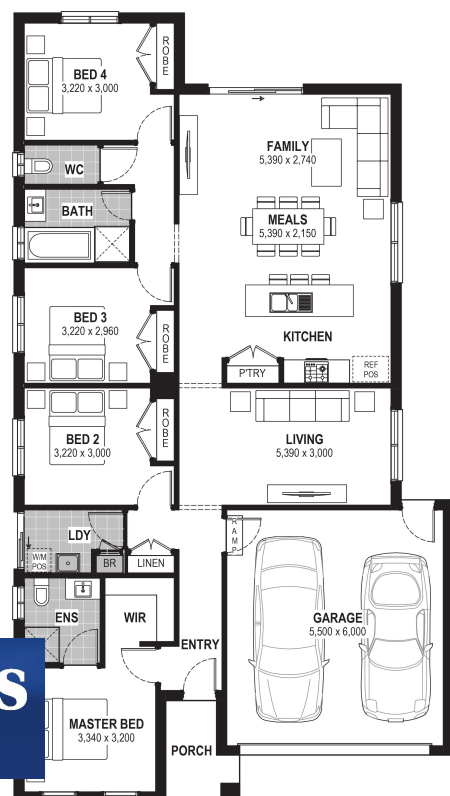 BED 4
3,220 x 3,000
ROBE
FAMILY
5,390 x 2,740
WC
BATH
MEALS
5,390 x 2,150
BED 3
3,220 x 2,960
ROBE
KITCHEN
P'TRY
REF
POS
BED 2
3,220 x 3,000
ROBE
LIVING
5,390 x 3,000
LDY
W/M
POS
BR
LINEN
RAMP
ENS
WIR
ENTRY
GARAGE
5,500 x 6,000
s
MASTER BED
3,340 x 3,200
PORCH